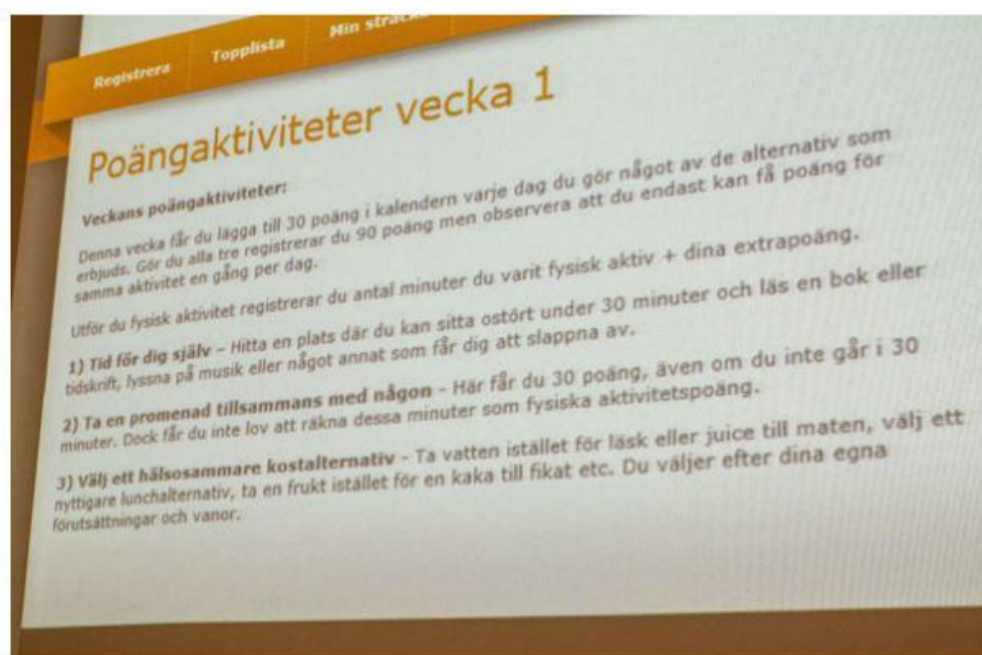 Registrera Topplista Min sträcka
Poängaktiviteter vecka 1
Veckans poängaktiviteter:
Denna vecka får du lägga till 30 poäng i kalendern varje dag du gör något av de alternativ som
erbjuds. Gör du alla tre registrerar du 90 poäng men observera att du endast kan få poäng för
samma aktivitet en gång per dag.
Utför du fysisk aktivitet registrerar du antal minuter du varit fysisk aktiv + dina extrapoäng.
1) Tid för dig själv – Hitta en plats där du kan sitta ostört under 30 minuter och läs en bok eller
tidskrift, lyssna på musik eller något annat som får dig att slappna av.
2) Ta en promenad tillsammans med någon - Här får du 30 poäng, även om du inte går i 30
minuter. Dock får du inte lov att räkna dessa minuter som fysiska aktivitetspoäng.
3) Välj ett hälsosammare kostalternativ - Ta vatten istället för läsk eller juice till maten, välj ett
nyttigare lunchalternativ, ta en frukt istället för en kaka till fikat etc. Du väljer efter dina egna
förutsättningar och vanor.